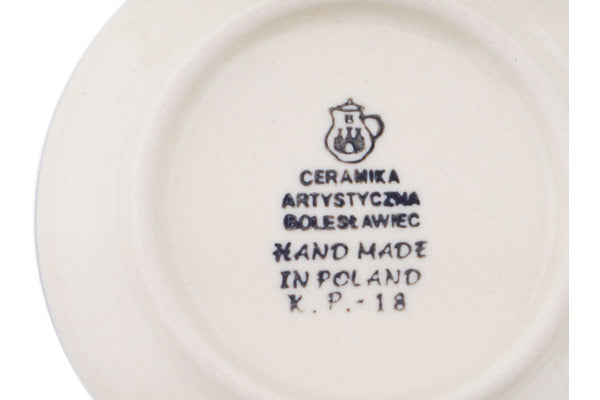 B
CERAMIKA
ARTYSTYCZNA
BOLESŁAWIEC
HAND MADE
IN POLAND
K. P.-18